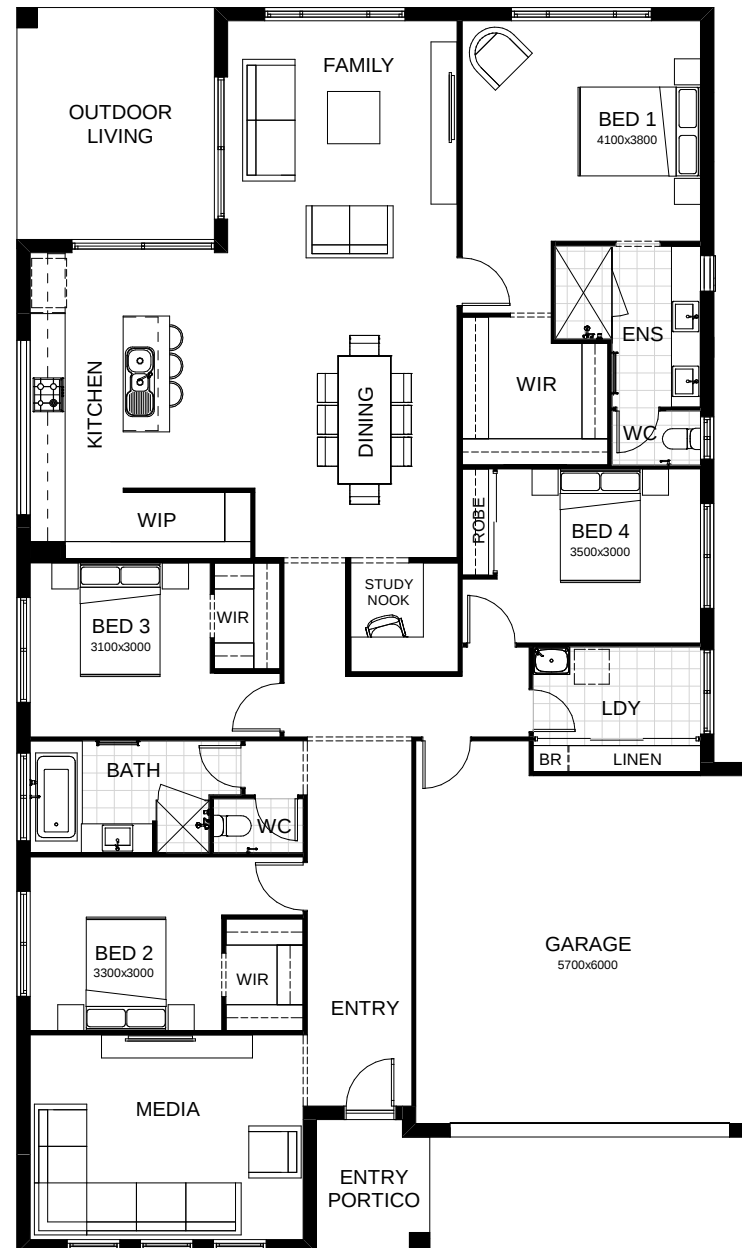 FAMILY
OUTDOOR
LIVING
BED 1
4100x3800
ENS
KITCHEN
DINING
WIR
WC
WIP
ROBE
BED 4
3500x3000
STUDY
NOOK
BED 3
3100x3000
WIR
LDY
BATH
BR
LINEN
WC
GARAGE
5700x6000
BED 2
3300x3000
WIR
ENTRY
MEDIA
ENTRY
PORTICO